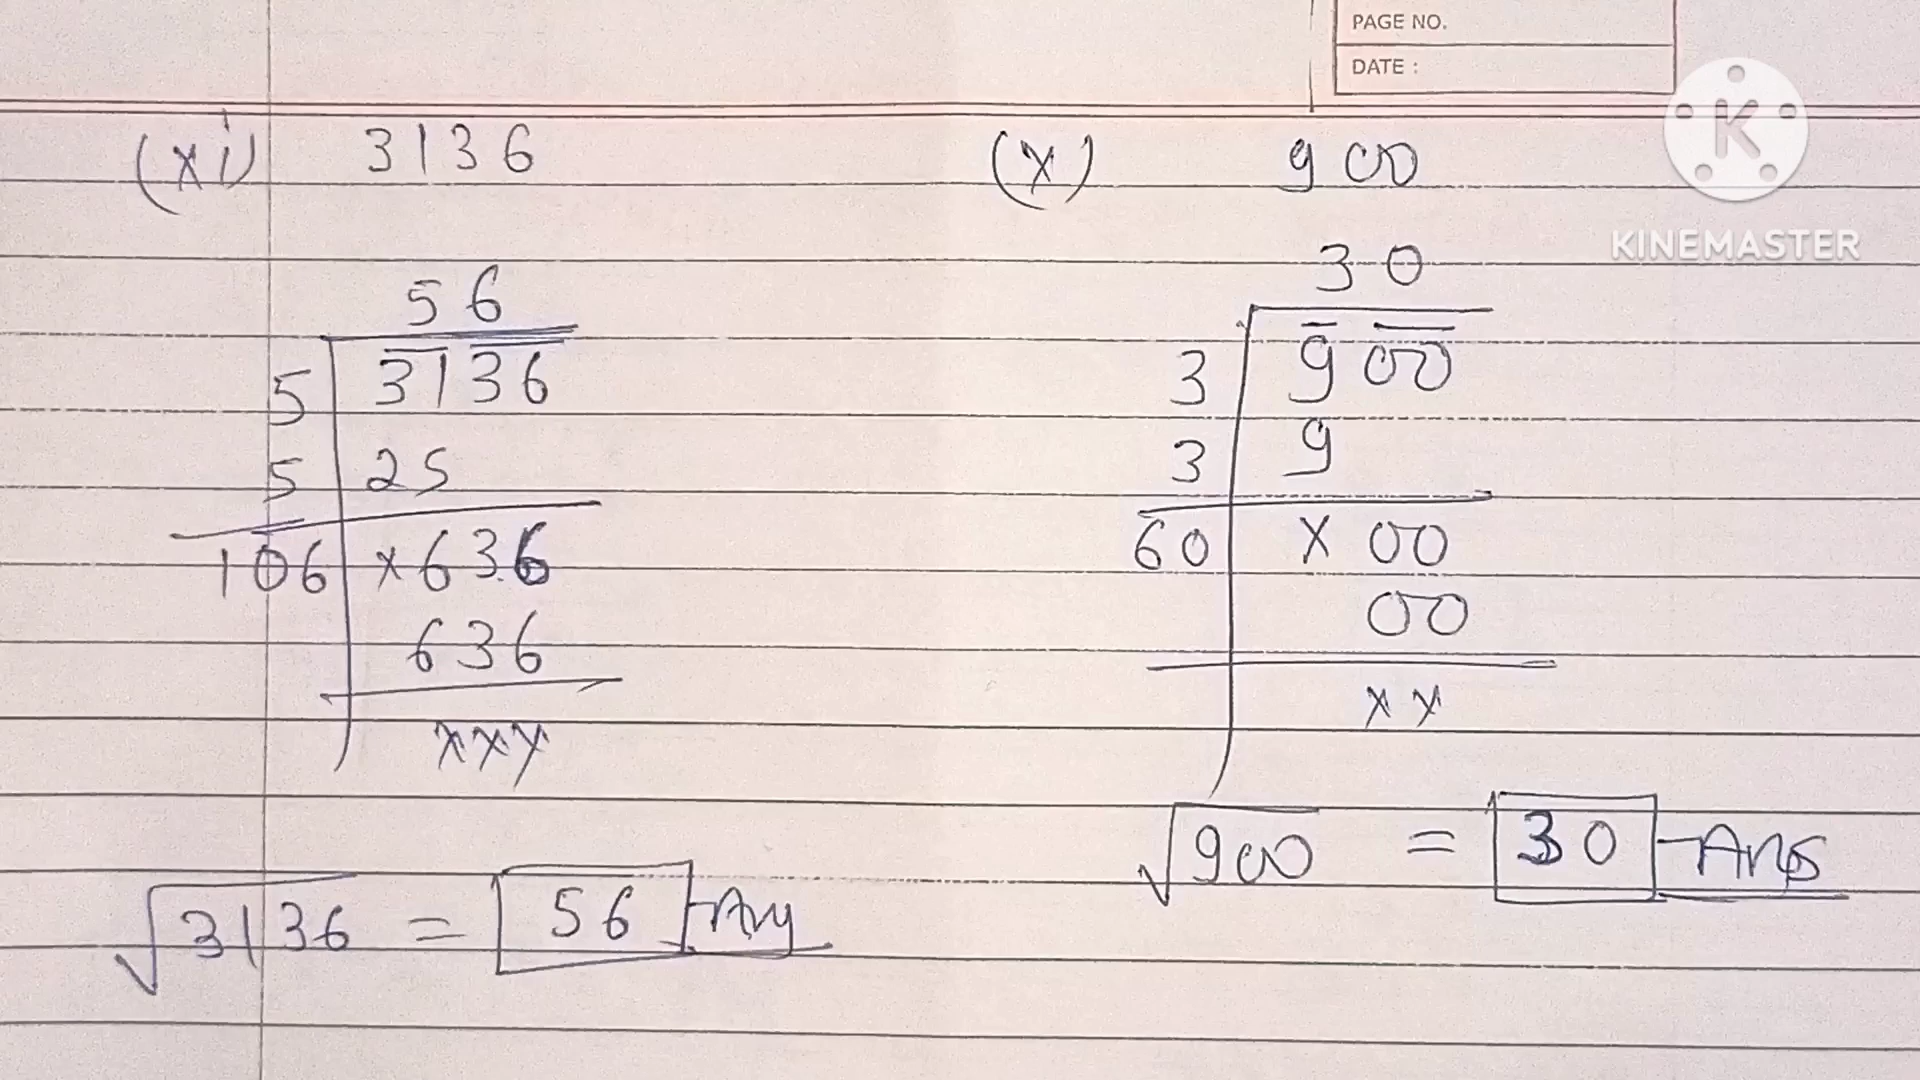 PAGE NO.
DATE :
K
KINEMASTER
(xi) 3136
56
5 3136
5 25
106 ×636
636
xxx
√3136 = 56 Ans
(x) 900
30
3 900
3 9
60 × 00
00
xx
√900 = 30 Ans